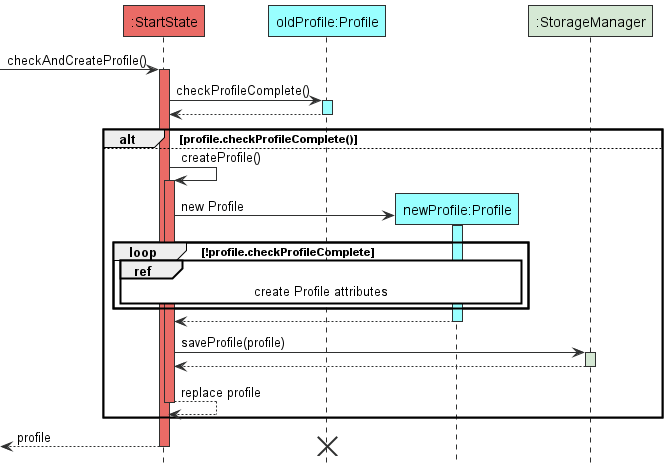 :StartState
oldProfile:Profile
:StorageManager
checkAndCreateProfile()
checkProfileComplete()
alt
[profile.checkProfileComplete()]
createProfile()
new Profile
newProfile:Profile
loop
[!profile.checkProfileComplete]
ref
create Profile attributes
saveProfile(profile)
replace profile
profile